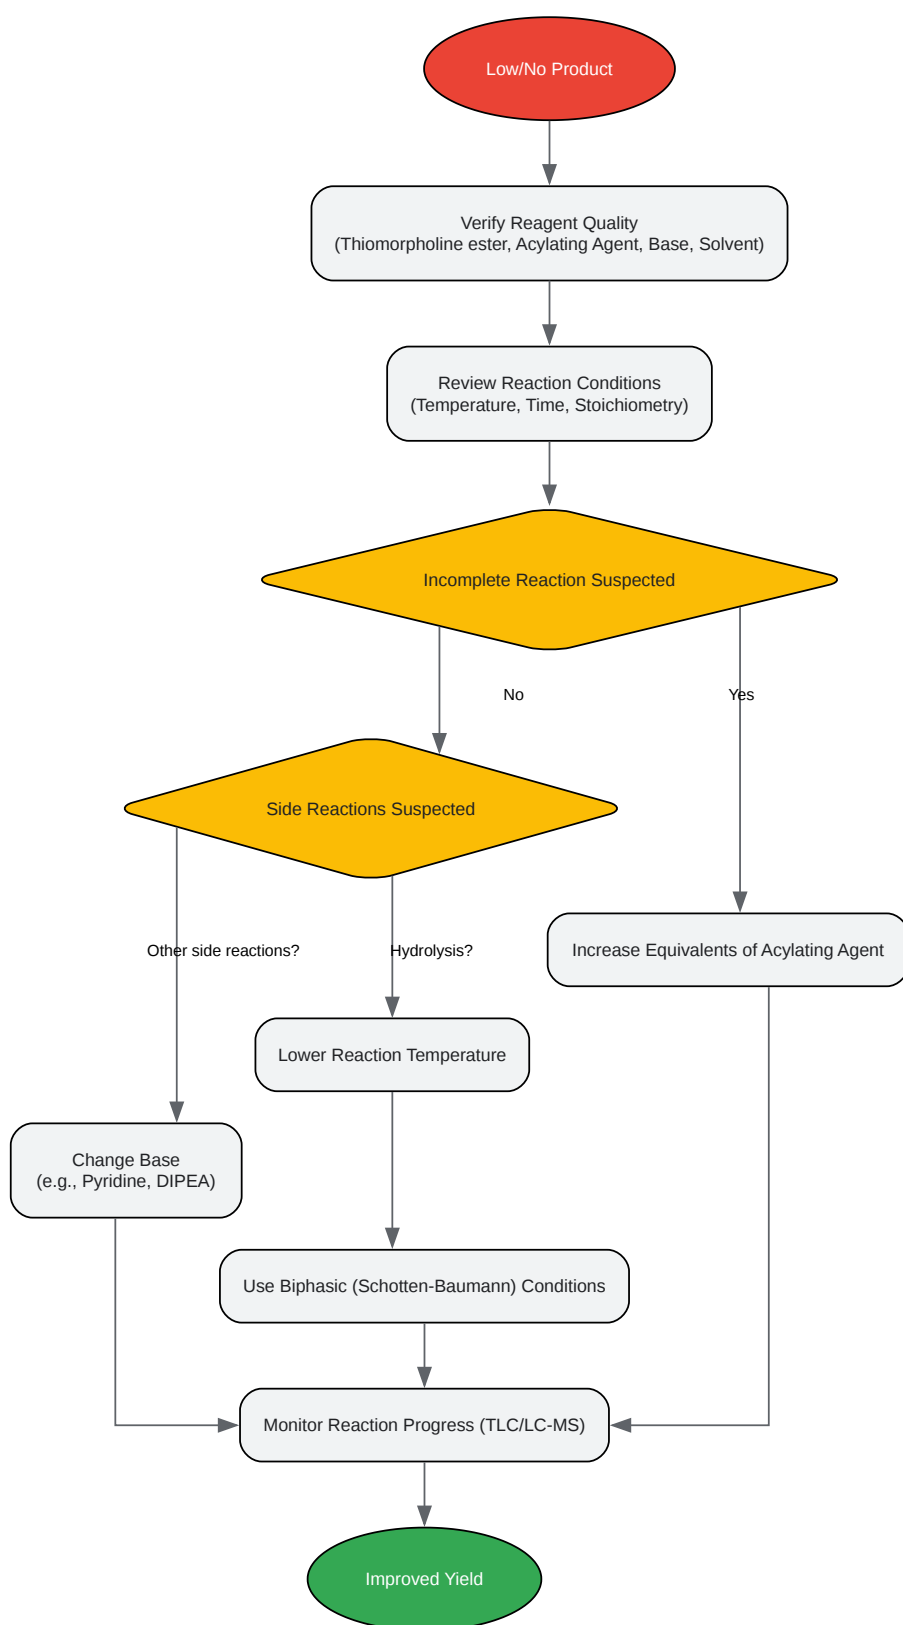 Low/No Product
Verify Reagent Quality
(Thiomorpholine ester, Acylating Agent, Base, Solvent)
Review Reaction Conditions
(Temperature, Time, Stoichiometry)
Incomplete Reaction Suspected
No
Yes
Side Reactions Suspected
Other side reactions?
Hydrolysis?
Increase Equivalents of Acylating Agent
Lower Reaction Temperature
Change Base
(e.g., Pyridine, DIPEA)
Use Biphasic (Schotten-Baumann) Conditions
Monitor Reaction Progress (TLC/LC-MS)
Improved Yield